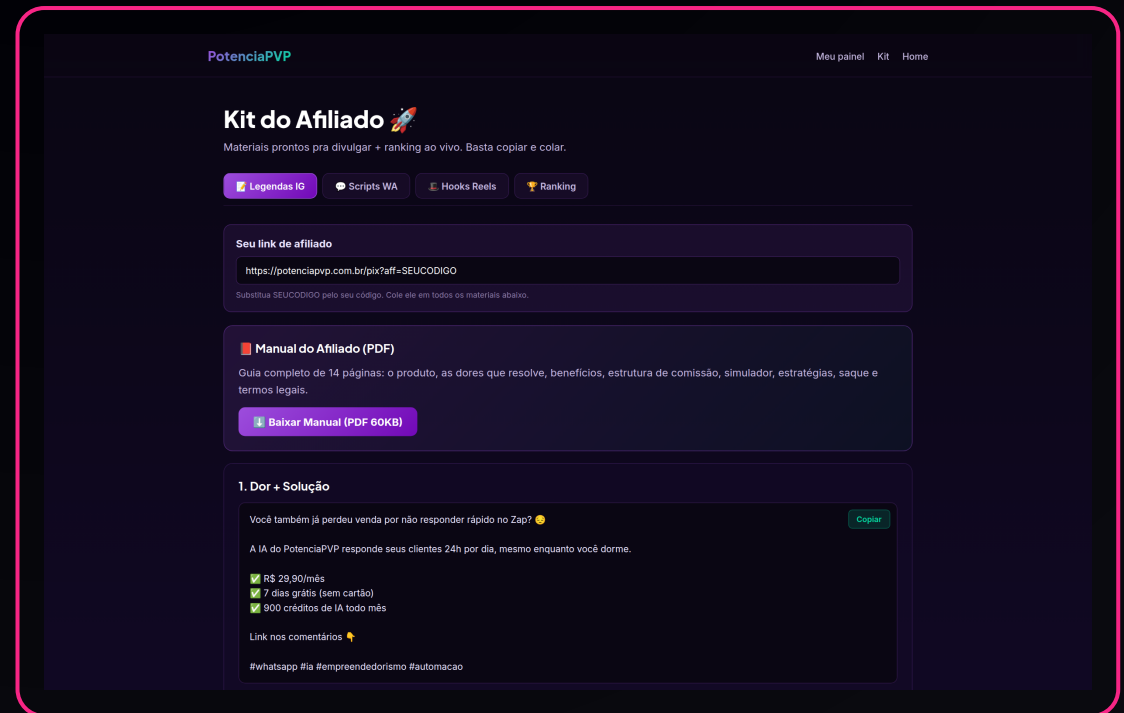 PotenciaPVP
Meu painel Kit Home
Kit do Afiliado 🚀
Materiais prontos pra divulgar + ranking ao vivo. Basta copiar e colar.
📝 Legendas IG 💬 Scripts WA 🎩 Hooks Reels 🏆 Ranking
Seu link de afiliado
https://potenciapvp.com.br/pix?aff=SEUCODIGO
Substitua SEUCODIGO pelo seu código. Cole ele em todos os materiais abaixo.
📕 Manual do Afiliado (PDF)
Guia completo de 14 páginas: o produto, as dores que resolve, benefícios, estrutura de comissão, simulador, estratégias, saque e
termos legais.
⬇️ Baixar Manual (PDF 60KB)
1. Dor + Solução
Você também já perdeu venda por não responder rápido no Zap? 😔
Copiar
A IA do PotenciaPVP responde seus clientes 24h por dia, mesmo enquanto você dorme.
✅ R$ 29,90/mês
✅ 7 dias grátis (sem cartão)
✅ 900 créditos de IA todo mês
Link nos comentários 👇
#whatsapp #ia #empreendedorismo #automacao